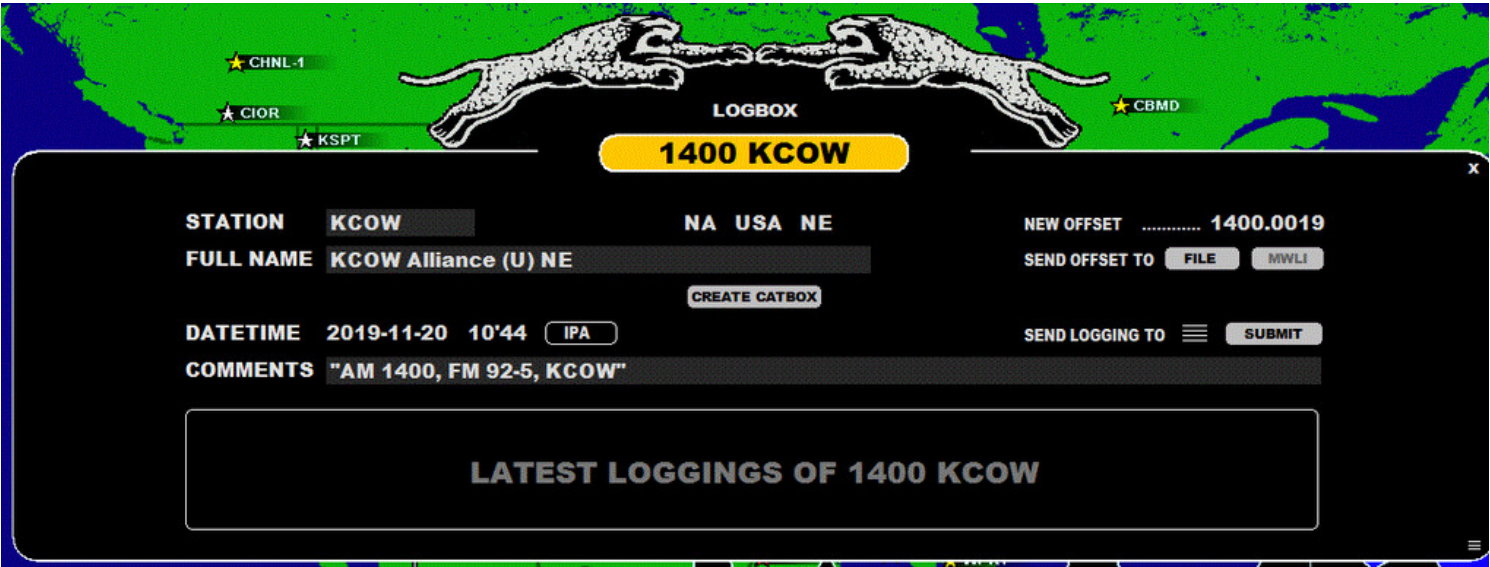 CHNL-1
CIOR
KSPT
CBMD
LOGBOX
1400 KCOW
x
STATION KCOW NA USA NE NEW OFFSET ............ 1400.0019
FULL NAME KCOW Alliance (U) NE SEND OFFSET TO FILE MWLI
CREATE CATBOX
DATETIME 2019-11-20 10'44 IPA SEND LOGGING TO SUBMIT
COMMENTS "AM 1400, FM 92-5, KCOW"
LATEST LOGGINGS OF 1400 KCOW